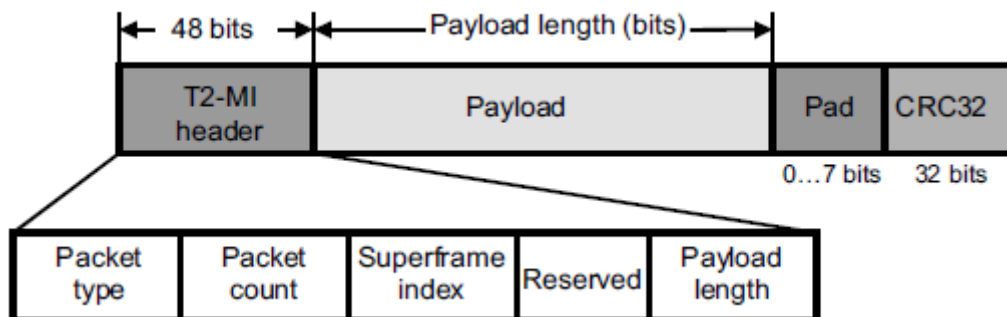 48 bits
Payload length (bits)
T2-MI
header
Payload
Pad
CRC32
0...7 bits
32 bits
Packet
type
Packet
count
Superframe
index
Reserved
Payload
length